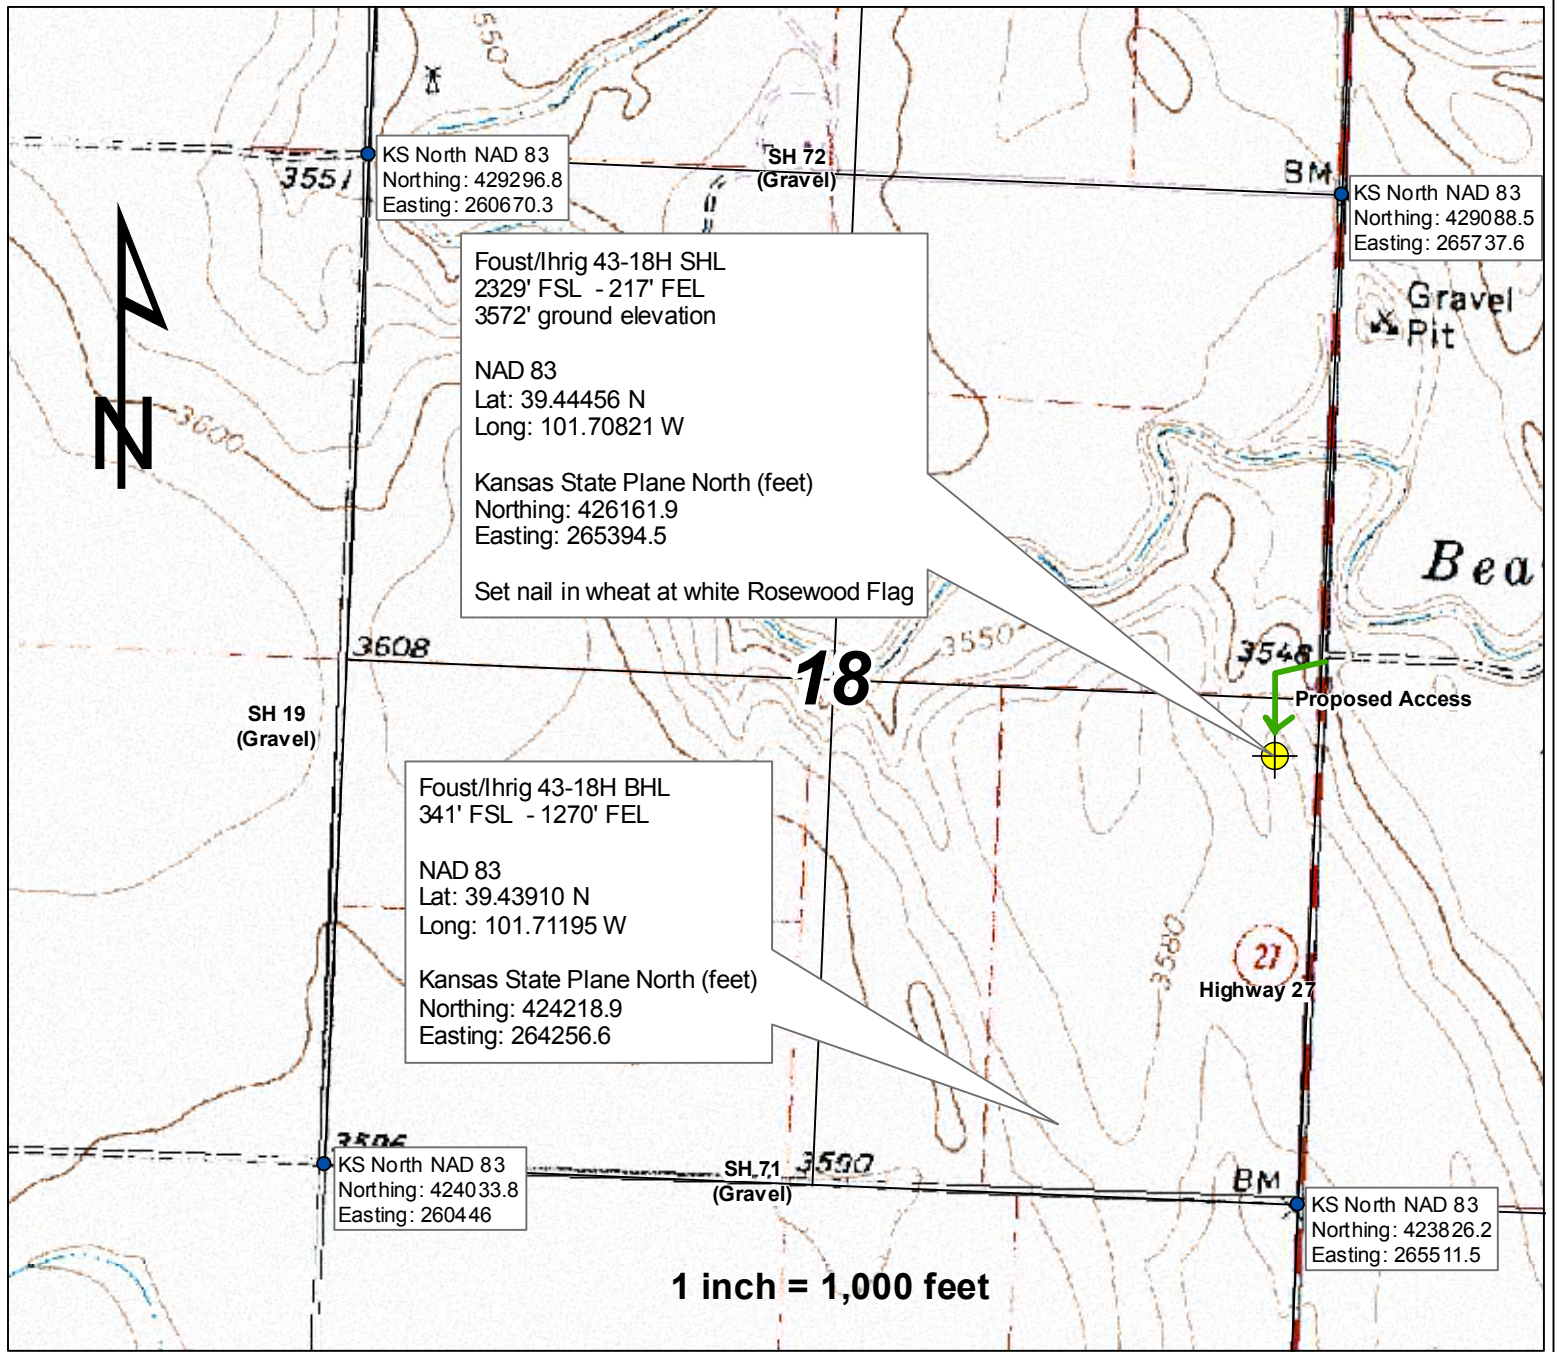 550
KS North NAD 83
Northing: 429296.8
Easting: 260670.3
3551
SH 72
(Gravel)
BM
KS North NAD 83
Northing: 429088.5
Easting: 265737.6
Foust/Ihrig 43-18H SHL
2329' FSL - 217' FEL
3572' ground elevation
NAD 83
Lat: 39.44456 N
Long: 101.70821 W
Kansas State Plane North (feet)
Northing: 426161.9
Easting: 265394.5
Set nail in wheat at white Rosewood Flag
Gravel
Pit
N
3600
Bea
3608
3550
3548
18
Proposed Access
SH 19
(Gravel)
Foust/Ihrig 43-18H BHL
341' FSL - 1270' FEL
NAD 83
Lat: 39.43910 N
Long: 101.71195 W
Kansas State Plane North (feet)
Northing: 424218.9
Easting: 264256.6
3580
27
Highway 27
KS North NAD 83
Northing: 424033.8
Easting: 260446
SH 71
(Gravel)
3590
BM
KS North NAD 83
Northing: 423826.2
Easting: 265511.5
1 inch = 1,000 feet